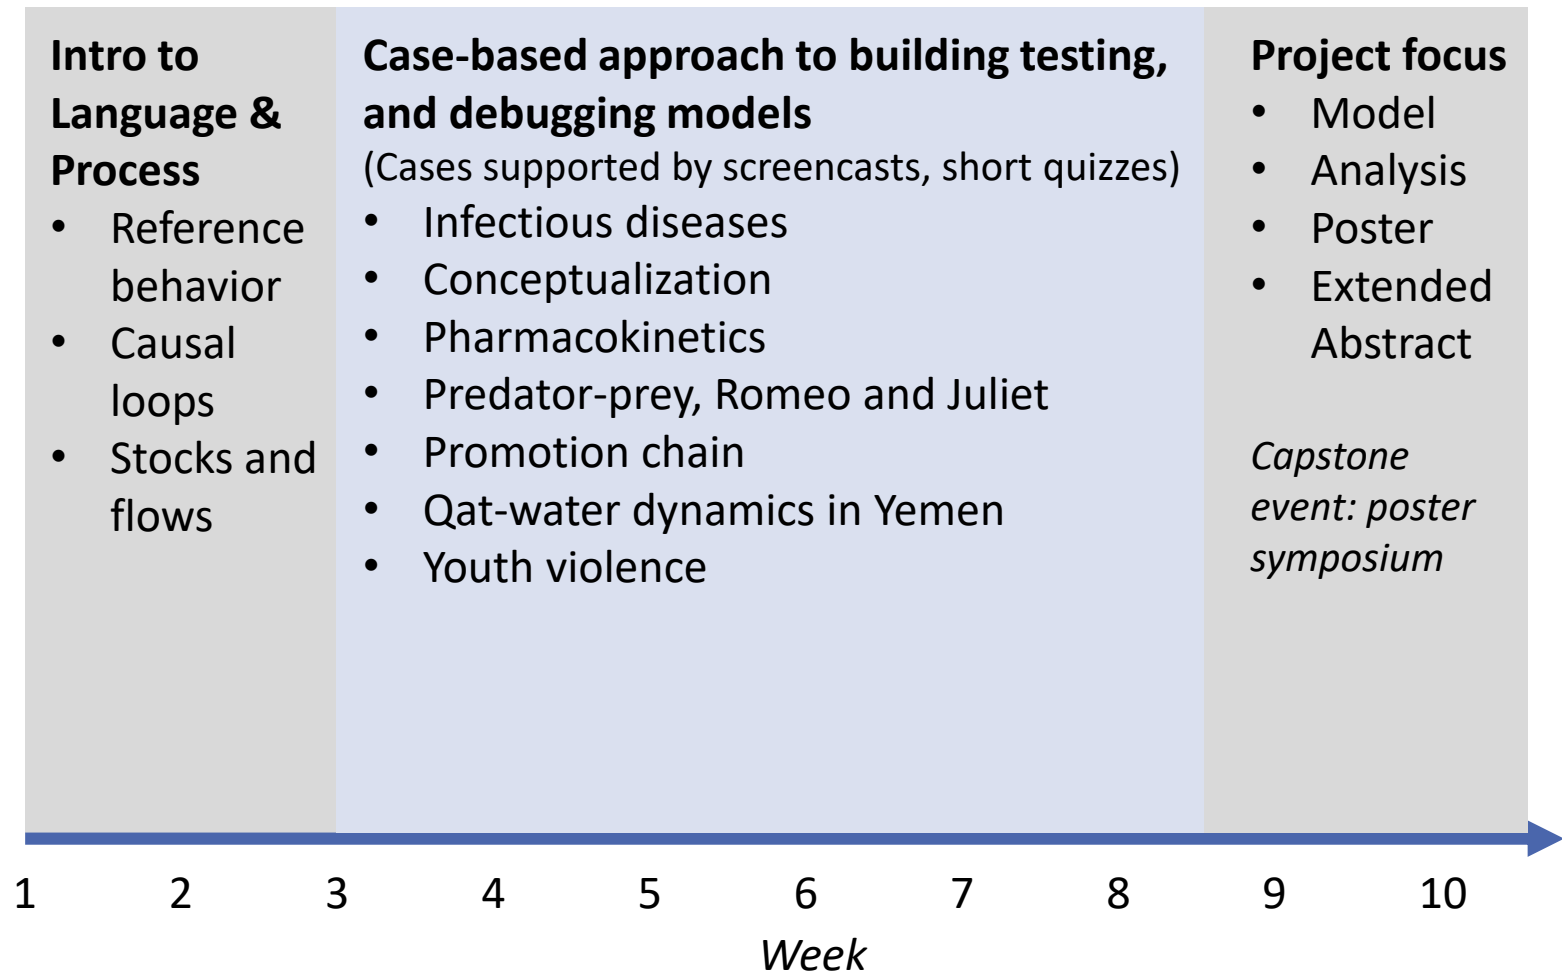 Intro to
Language &
Process
• Reference
behavior
• Causal
loops
• Stocks and
flows
Case-based approach to building testing,
and debugging models
(Cases supported by screencasts, short quizzes)
• Infectious diseases
• Conceptualization
• Pharmacokinetics
• Predator-prey, Romeo and Juliet
• Promotion chain
• Qat-water dynamics in Yemen
• Youth violence
Project focus
• Model
• Analysis
• Poster
• Extended
Abstract
Capstone
event: poster
symposium
1 2 3 4 5 6 7 8 9 10
Week